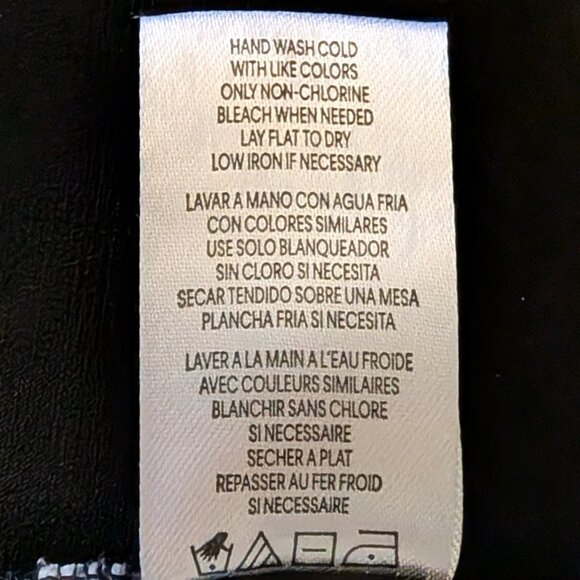 HAND WASH COLD
WITH LIKE COLORS
ONLY NON-CHLORINE
BLEACH WHEN NEEDED
LAY FLAT TO DRY
LOW IRON IF NECESSARY
LAVAR A MANO CON AGUA FRIA
CON COLORES SIMILARES
USE SOLO BLANQUEADOR
SIN CLORO SI NECESITA
SECAR TENDIDO SOBRE UNA MESA
PLANCHA FRIA SI NECESITA
LAVER A LA MAIN A L'EAU FROIDE
AVEC COULEURS SIMILAIRES
BLANCHIR SANS CHLORE
SI NECESSAIRE
SECHER A PLAT
REPASSER AU FER FROID
SI NECESSAIRE